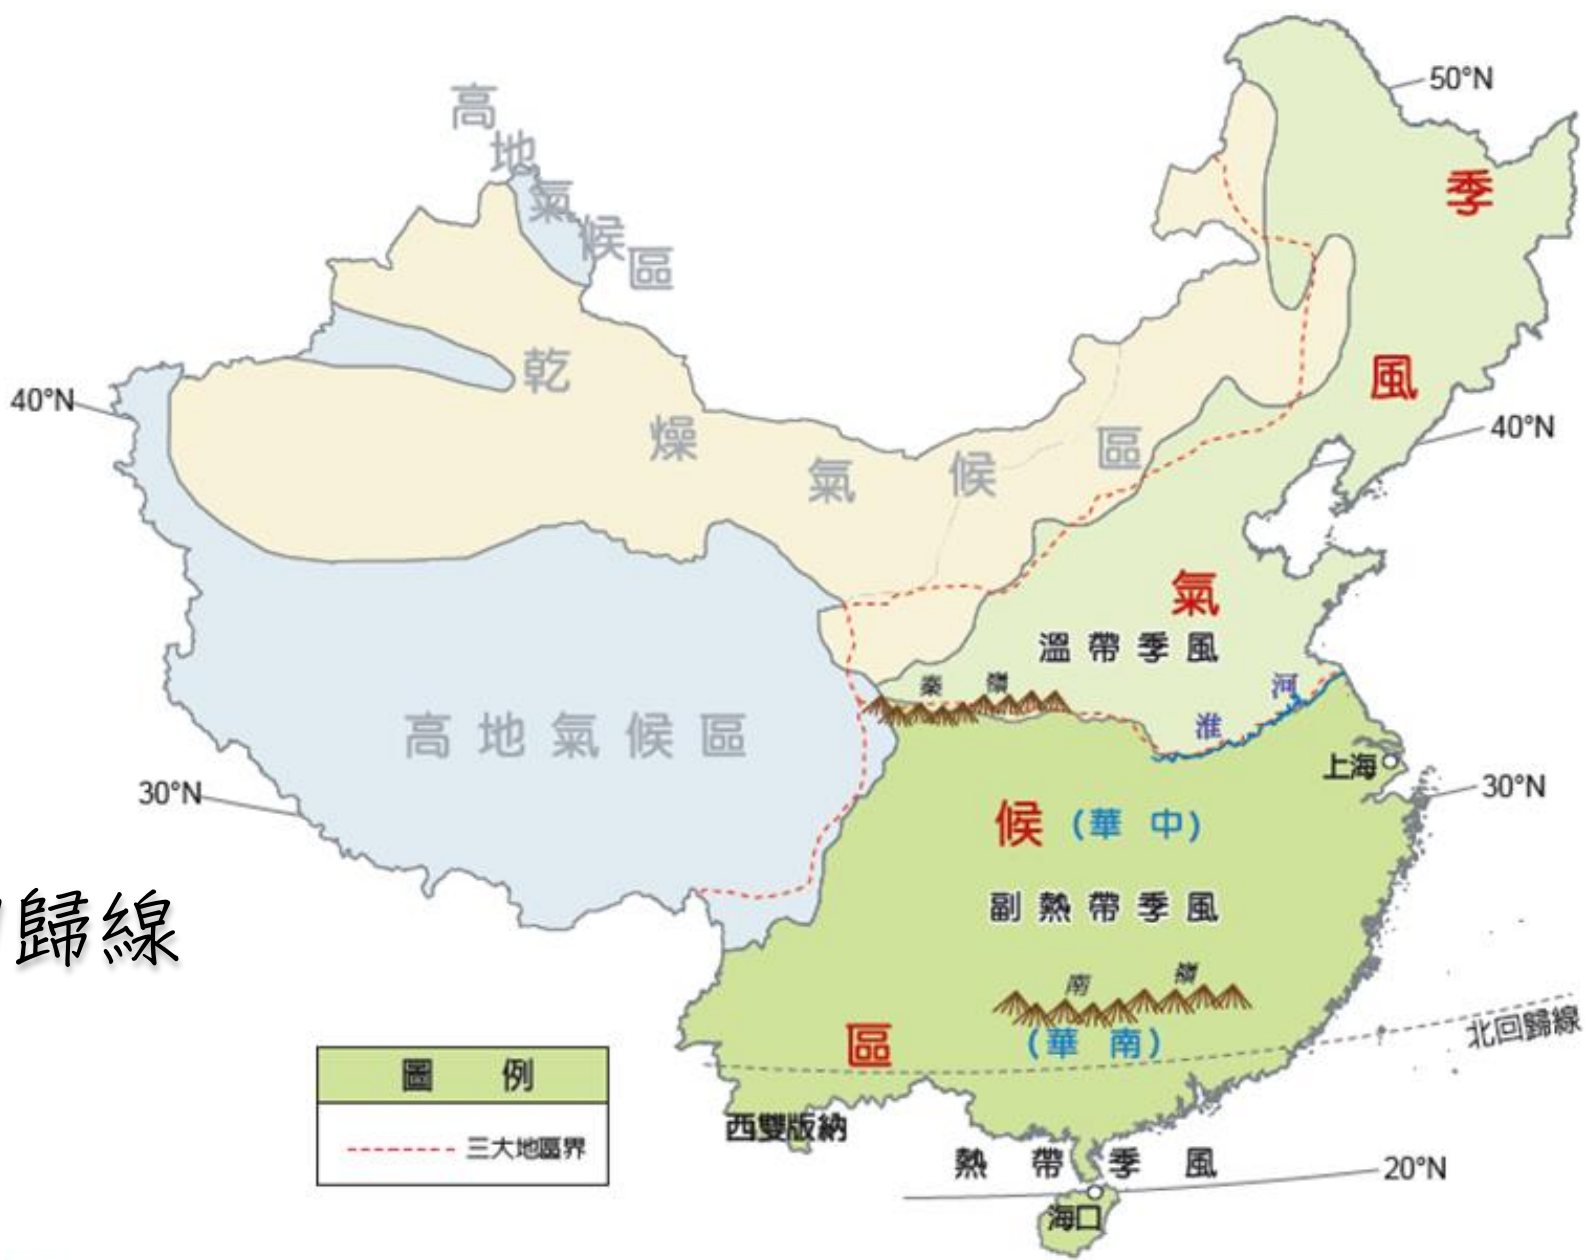 50°N
高地氣候區
季
風
40°N
乾燥氣候區
40°N
氣
溫帶季風
秦嶺
淮河
高地氣候區
上海
30°N
30°N
候(華中)
副熱帶季風
歸線
南嶺
北回歸線
區
(華南)
圖例
三大地區界
西雙版納
熱帶季風
20°N
海口